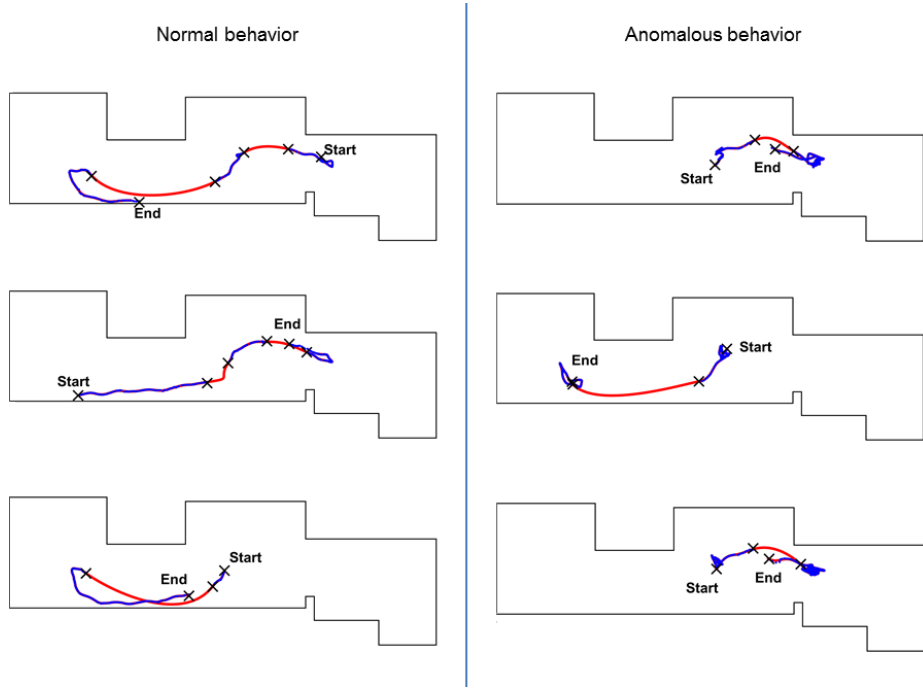 Normal behavior
Start
End
End
Start
Start
End
Anomalous behavior
Start
End
End
Start
Start
End